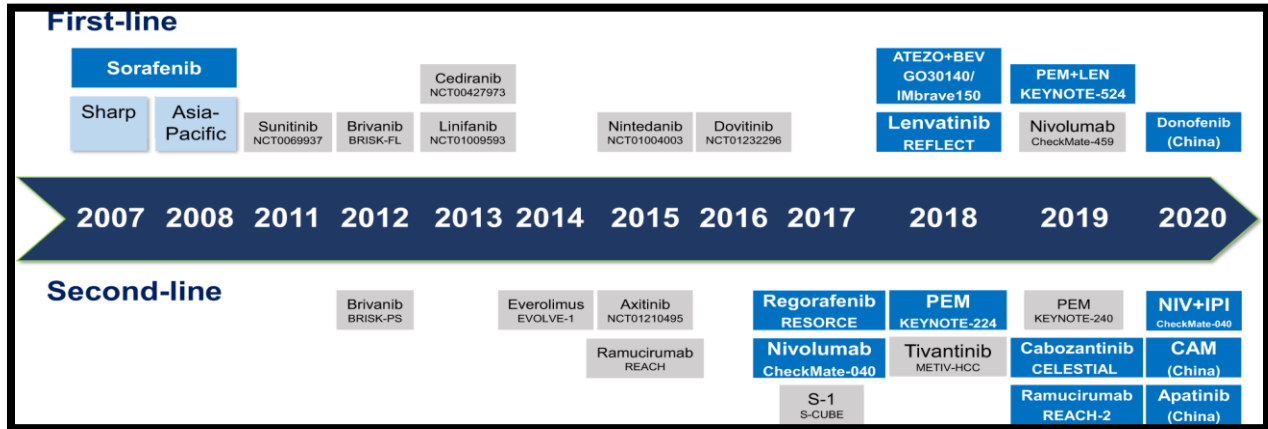 First-line
Sorafenib
Sharp
Asia-
Pacific
Sunitinib
NCT0069937
Brivanib
BRISK-FL
Cediranib
NCT00427973
Linifanib
NCT01009593
Nintedanib
NCT01004003
Dovitinib
NCT01232296
ATEZO+BEV
GO30140/
IMbrave150
Lenvatinib
REFLECT
PEM+LEN
KEYNOTE-524
Nivolumab
CheckMate-459
Donofenib
(China)
2007 2008 2011 2012 2013 2014 2015 2016 2017 2018 2019 2020
Second-line
Brivanib
BRISK-PS
Everolimus
EVOLVE-1
Axitinib
NCT01210495
Ramucirumab
REACH
Regorafenib
RESORCE
Nivolumab
CheckMate-040
S-1
S-CUBE
PEM
KEYNOTE-224
Tivantinib
METIV-HCC
PEM
KEYNOTE-240
Cabozantinib
CELESTIAL
Ramucirumab
REACH-2
NIV+IPI
CheckMate-040
CAM
(China)
Apatinib
(China)